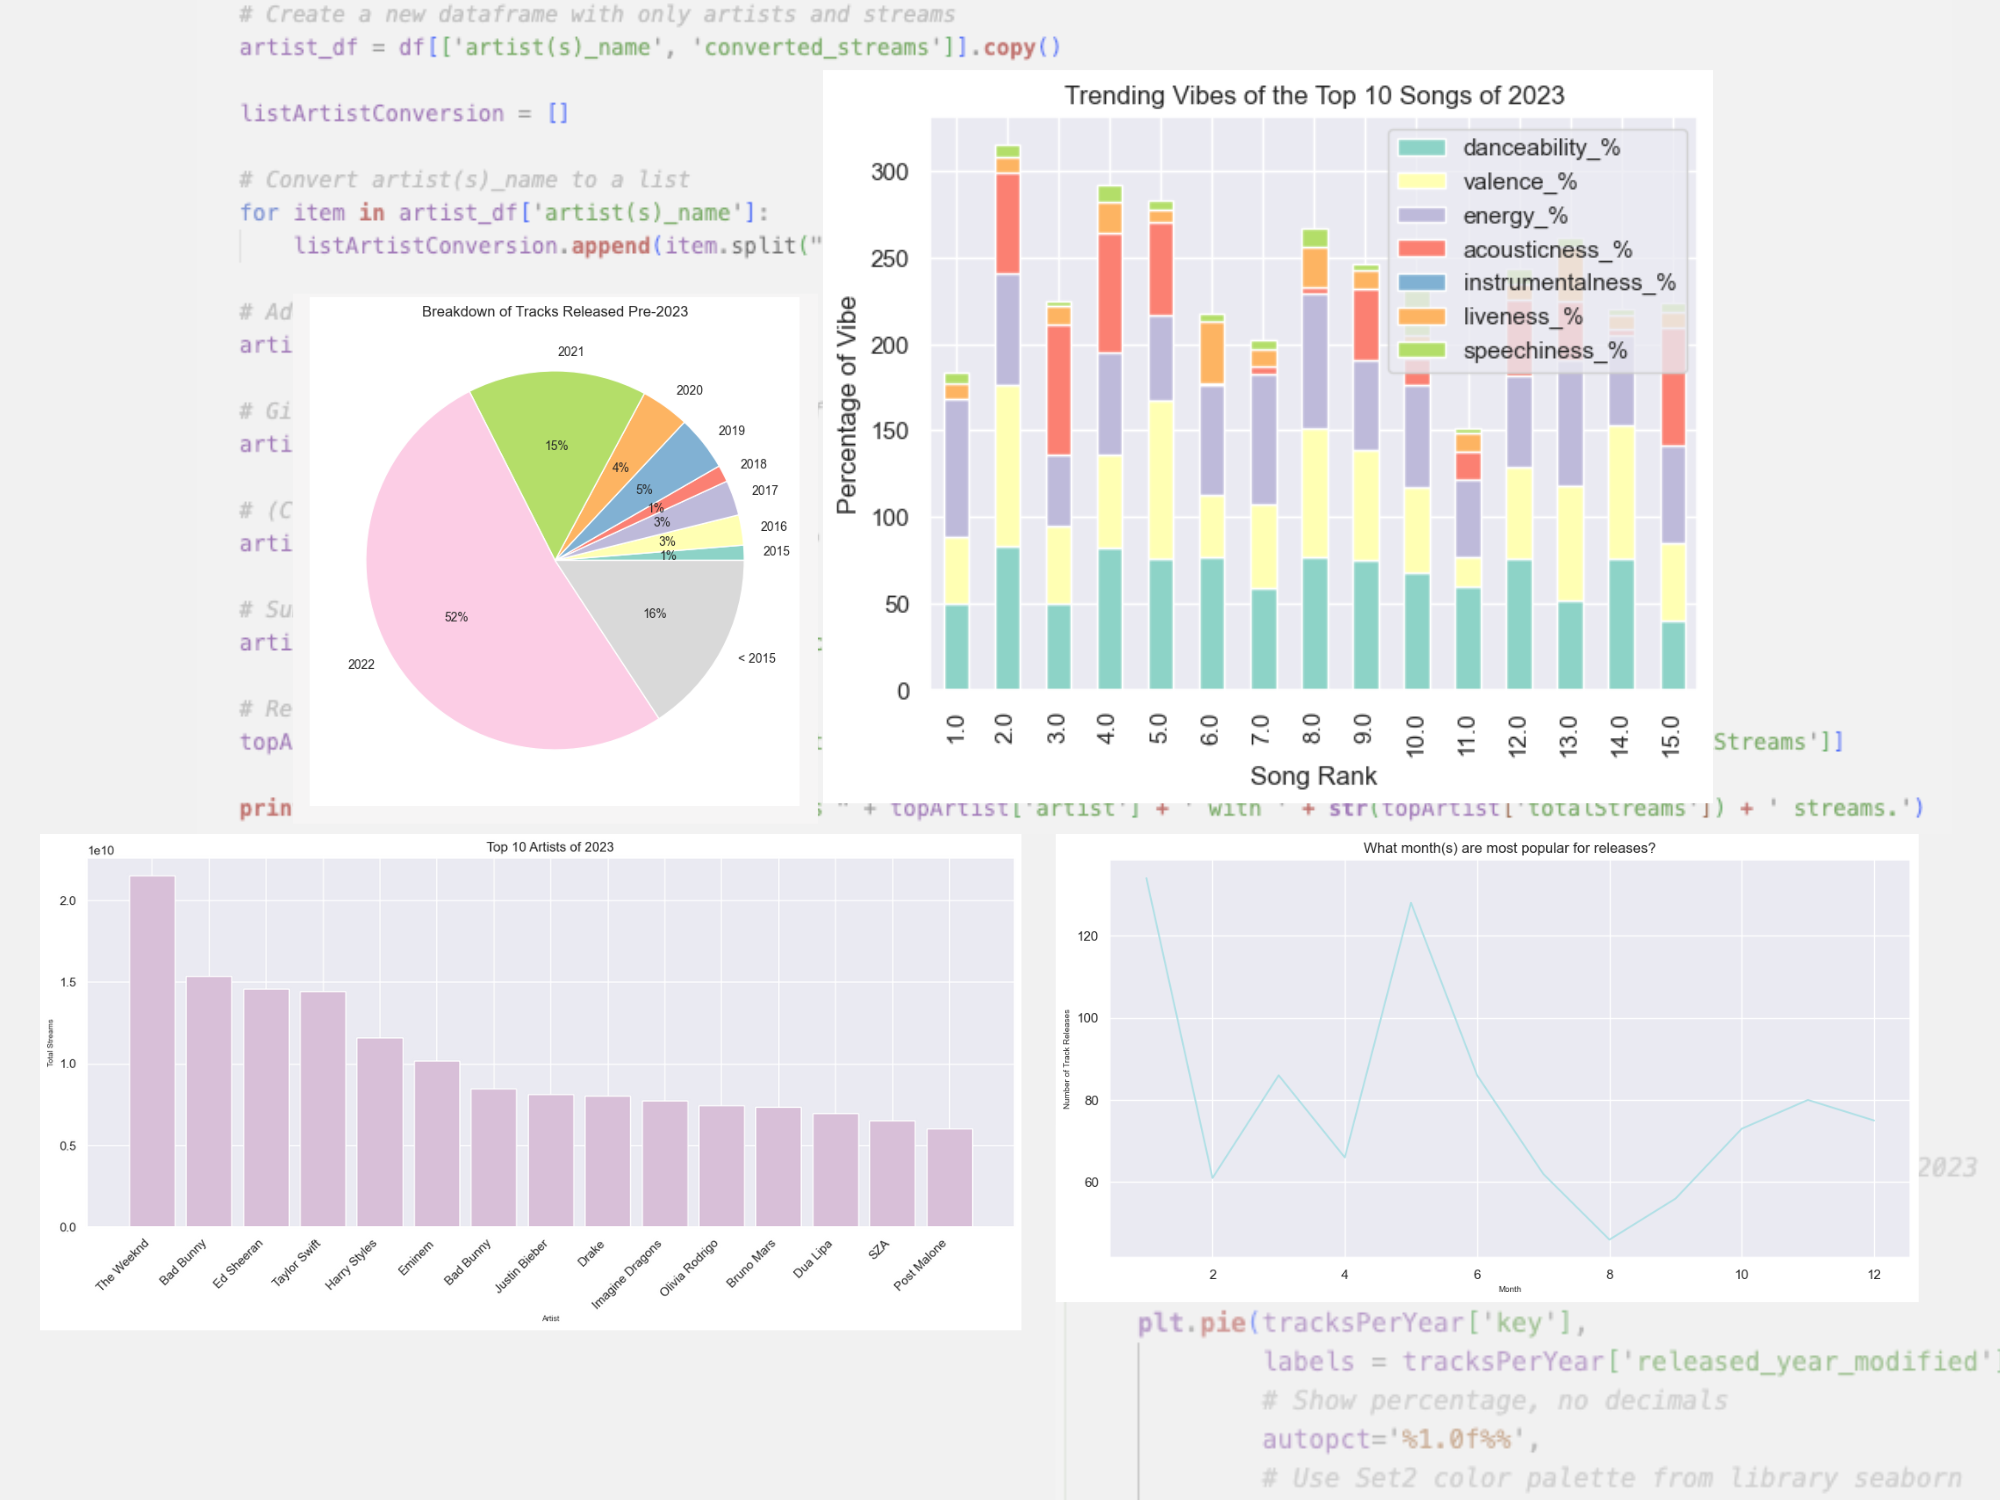 # Create a new dataframe with only artists and streams
artist_df = df[['artist(s)_name', 'converted_streams']].copy()
listArtistConversion = []
# Convert artist(s)_name to a list
for item in artist_df['artist(s)_name']:
listArtistConversion.append(item.split("
# Ad
arti
# Gi
arti
# (C
arti
# Su
arti
# Re
topA
Streams']]
prin
s " + topArtist['artist'] + ' with ' + str(topArtist['totalStreams']) + ' streams.')
Breakdown of Tracks Released Pre-2023
2021
2020
2019
2018
2017
2016
2015
< 2015
2022
15%
4%
5%
1%
3%
3%
1%
16%
52%
Trending Vibes of the Top 10 Songs of 2023
danceability_%
valence_%
energy_%
acousticness_%
instrumentalness_%
liveness_%
speechiness_%
Percentage of Vibe
300
250
200
150
100
50
0
1.0
2.0
3.0
4.0
5.0
6.0
7.0
8.0
9.0
10.0
11.0
12.0
13.0
14.0
15.0
Song Rank
Top 10 Artists of 2023
1e10
Total Streams
2.0
1.5
1.0
0.5
0.0
The Weeknd
Bad Bunny
Ed Sheeran
Taylor Swift
Harry Styles
Eminem
Bad Bunny
Justin Bieber
Drake
Imagine Dragons
Olivia Rodrigo
Bruno Mars
Dua Lipa
SZA
Post Malone
Artist
What month(s) are most popular for releases?
Number of Track Releases
120
100
80
60
2
4
6
8
10
12
Month
2023
plt.pie(tracksPerYear['key'],
labels = tracksPerYear['released_year_modified']
# Show percentage, no decimals
autopct='%1.0f%%',
# Use Set2 color palette from library seaborn